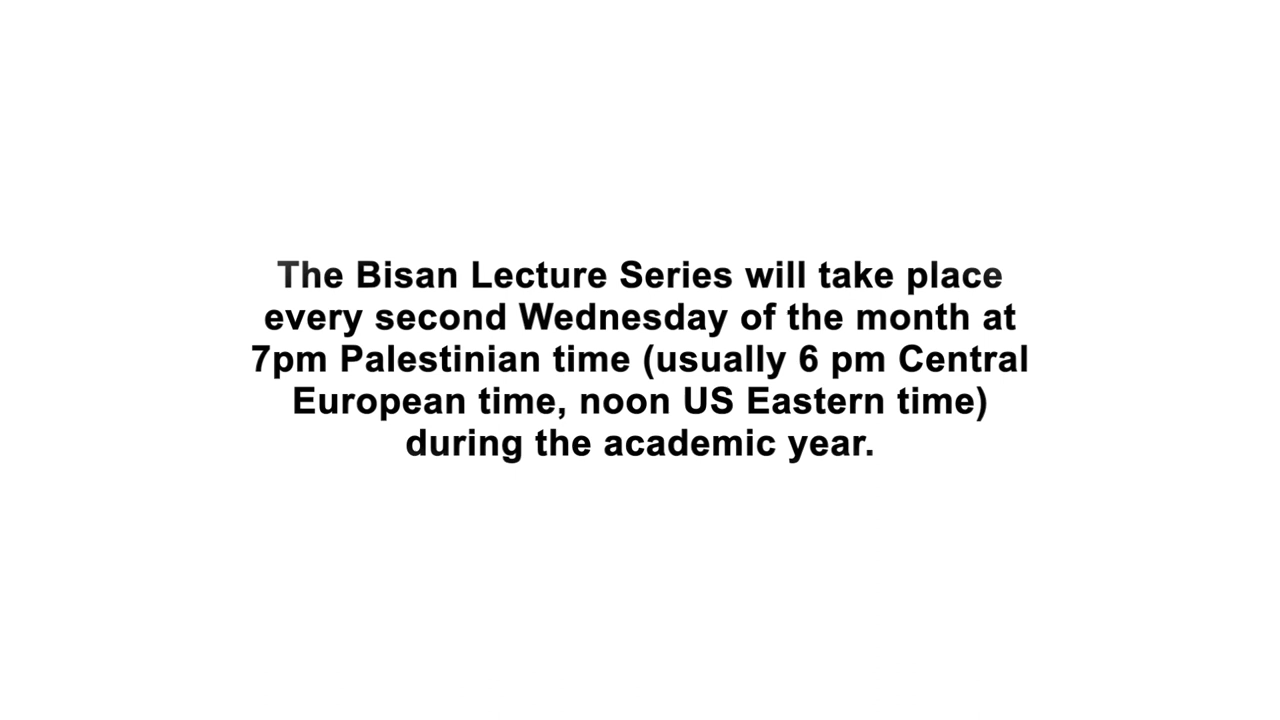 The Bisan Lecture Series will take place
every second Wednesday of the month at
7pm Palestinian time (usually 6 pm Central
European time, noon US Eastern time)
during the academic year.